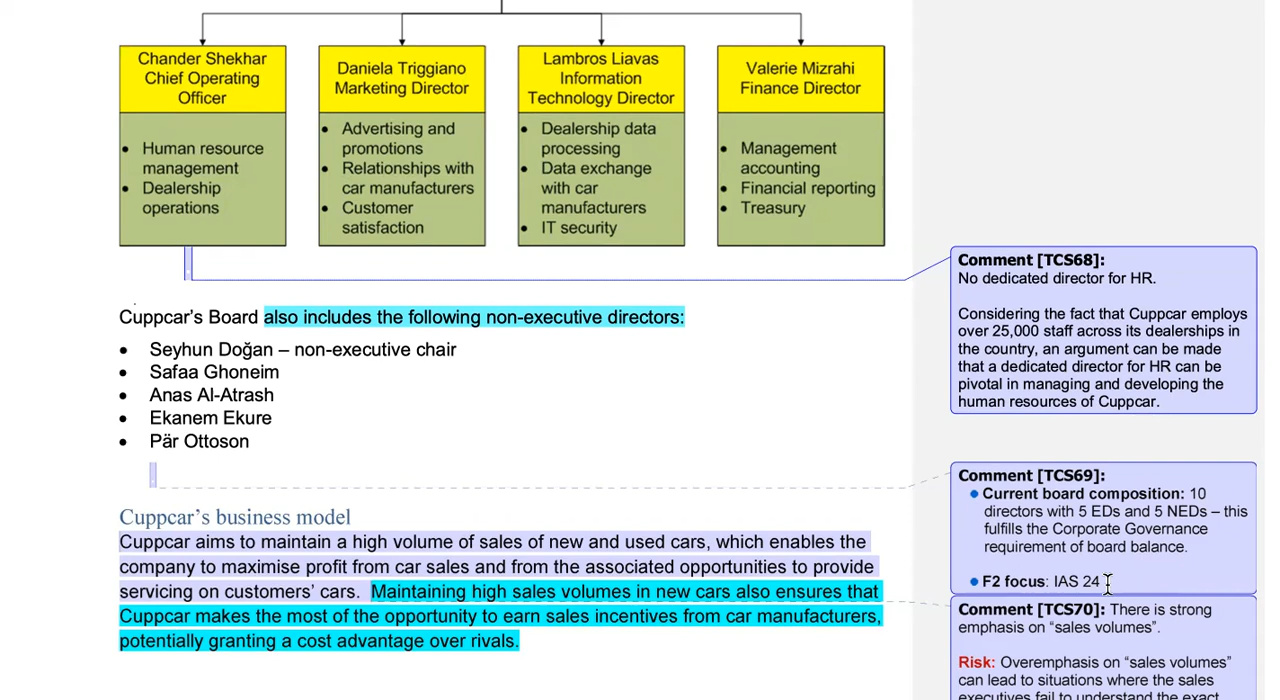 Chander Shekhar
Chief Operating
Officer
• Human resource
management
• Dealership
operations
Daniela Triggiano
Marketing Director
• Advertising and
promotions
• Relationships with
car manufacturers
• Customer
satisfaction
Lambros Liavas
Information
Technology Director
• Dealership data
processing
• Data exchange
with car
manufacturers
• IT security
Valerie Mizrahi
Finance Director
• Management
accounting
• Financial reporting
• Treasury
Comment [TCS68]:
No dedicated director for HR.
Considering the fact that Cuppcar employs
over 25,000 staff across its dealerships in
the country, an argument can be made
that a dedicated director for HR can be
pivotal in managing and developing the
human resources of Cuppcar.
Cuppcar’s Board also includes the following non-executive directors:
• Seyhun Doğan – non-executive chair
• Safaa Ghoneim
• Anas Al-Atrash
• Ekanem Ekure
• Pär Ottoson
Comment [TCS69]:
• Current board composition: 10
directors with 5 EDs and 5 NEDs – this
fulfills the Corporate Governance
requirement of board balance.
• F2 focus: IAS 24
Cuppcar’s business model
Cuppcar aims to maintain a high volume of sales of new and used cars, which enables the
company to maximise profit from car sales and from the associated opportunities to provide
servicing on customers’ cars. Maintaining high sales volumes in new cars also ensures that
Cuppcar makes the most of the opportunity to earn sales incentives from car manufacturers,
potentially granting a cost advantage over rivals.
Comment [TCS70]: There is strong
emphasis on “sales volumes”.
Risk: Overemphasis on “sales volumes”
can lead to situations where the sales
executives fail to understand the exact